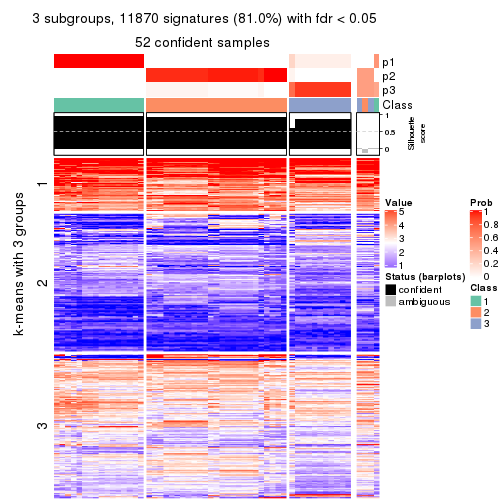 3 subgroups, 11870 signatures (81.0%) with fdr < 0.05
52 confident samples
p1
p2
p3
Class
1
0.5
0
Silhouette
score
k-means with 3 groups
1
2
3
Value
5
4
3
2
1
Status (barplots)
confident
ambiguous
Prob
1
0.8
0.6
0.4
0.2
0
Class
1
2
3